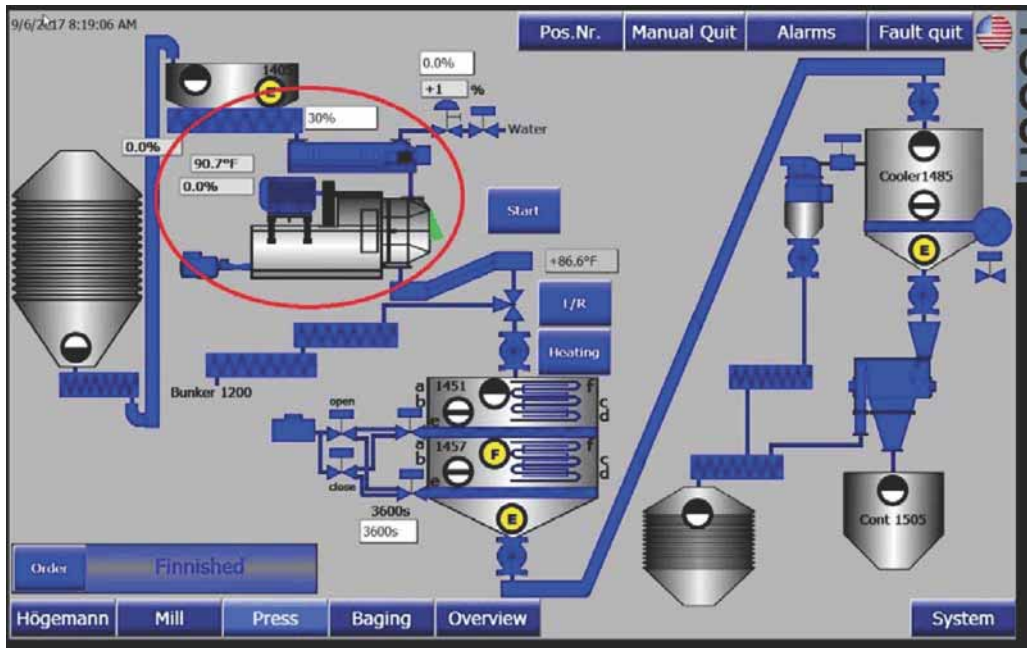 9/6/2017 8:19:06 AM
Pos.Nr.
Manual Quit
Alarms
Fault quit
1405
E
0.0%
+1 %
Water
30%
0.0%
90.7°F
0.0%
Start
+86.6°F
I/R
Heating
Cooler1485
E
Bunker 1200
open
close
a 1451 f
b c
d
e
a 1457 F f
b c
d
e
3600s
3600s
E
Cont 1505
Order
Finnished
Högemann
Mill
Press
Baging
Overview
System